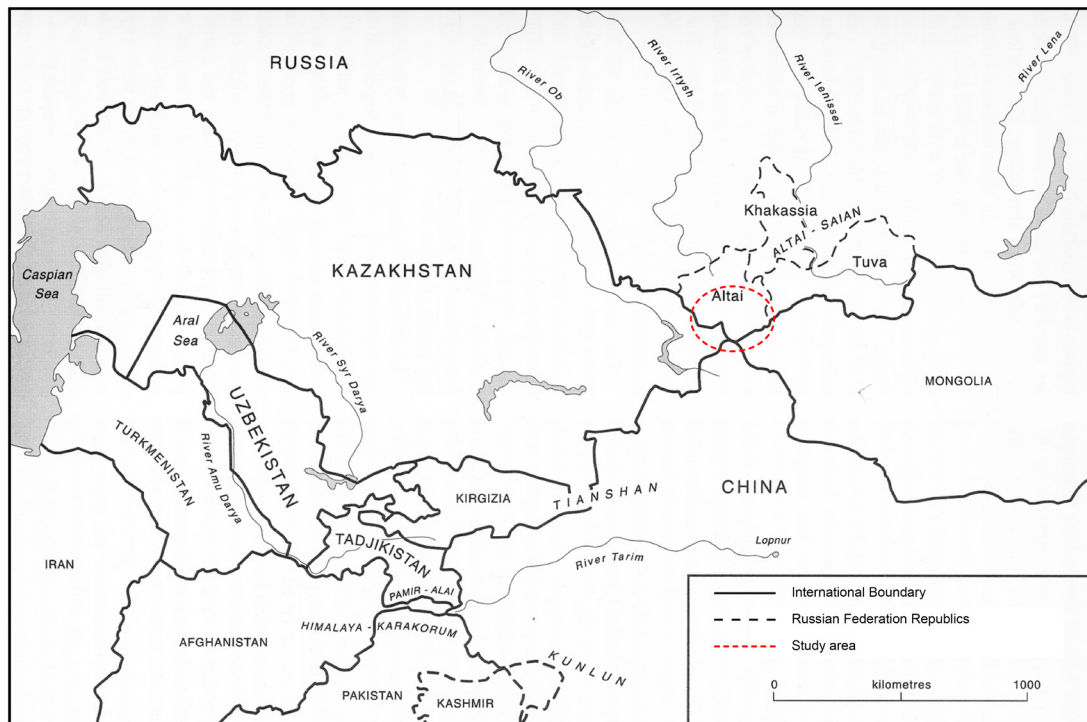 RUSSIA
River Ob
River Irtysh
River Ienissei
River Lena
Khakassia
ALTAI - SAIAN
Tuva
Caspian
Sea
KAZAKHSTAN
Altai
Aral
Sea
River Syr Darya
MONGOLIA
UZBEKISTAN
TURKMENISTAN
River Amu Darya
KIRGIZIA
TIANSHAN
CHINA
TADJIKISTAN
Lopnur
River Tarim
IRAN
PAMIR - ALAI
HIMALAYA - KARAKORUM
AFGHANISTAN
KUNLUN
PAKISTAN
KASHMIR
International Boundary
Russian Federation Republics
Study area
0 kilometres 1000